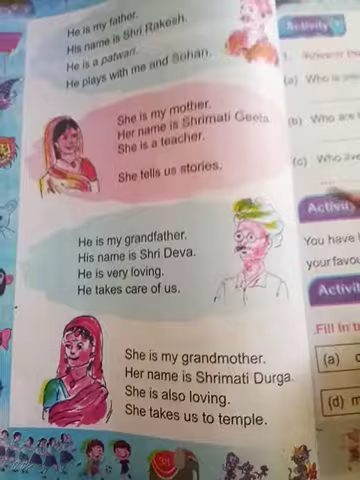 He is my father.
His name is Shri Rakesh.
He is a patwari.
He plays with me and Sohan.
She is my mother.
Her name is Shrimati Geeta.
She is a teacher.
She tells us stories.
He is my grandfather.
His name is Shri Deva.
He is very loving.
He takes care of us.
She is my grandmother.
Her name is Shrimati Durga.
She is also loving.
She takes us to temple.
Activity
(a) Who is
(b) Who are
(c) Who
Activi
You have
your favou
Activit
Fill in
(a)
(d) m